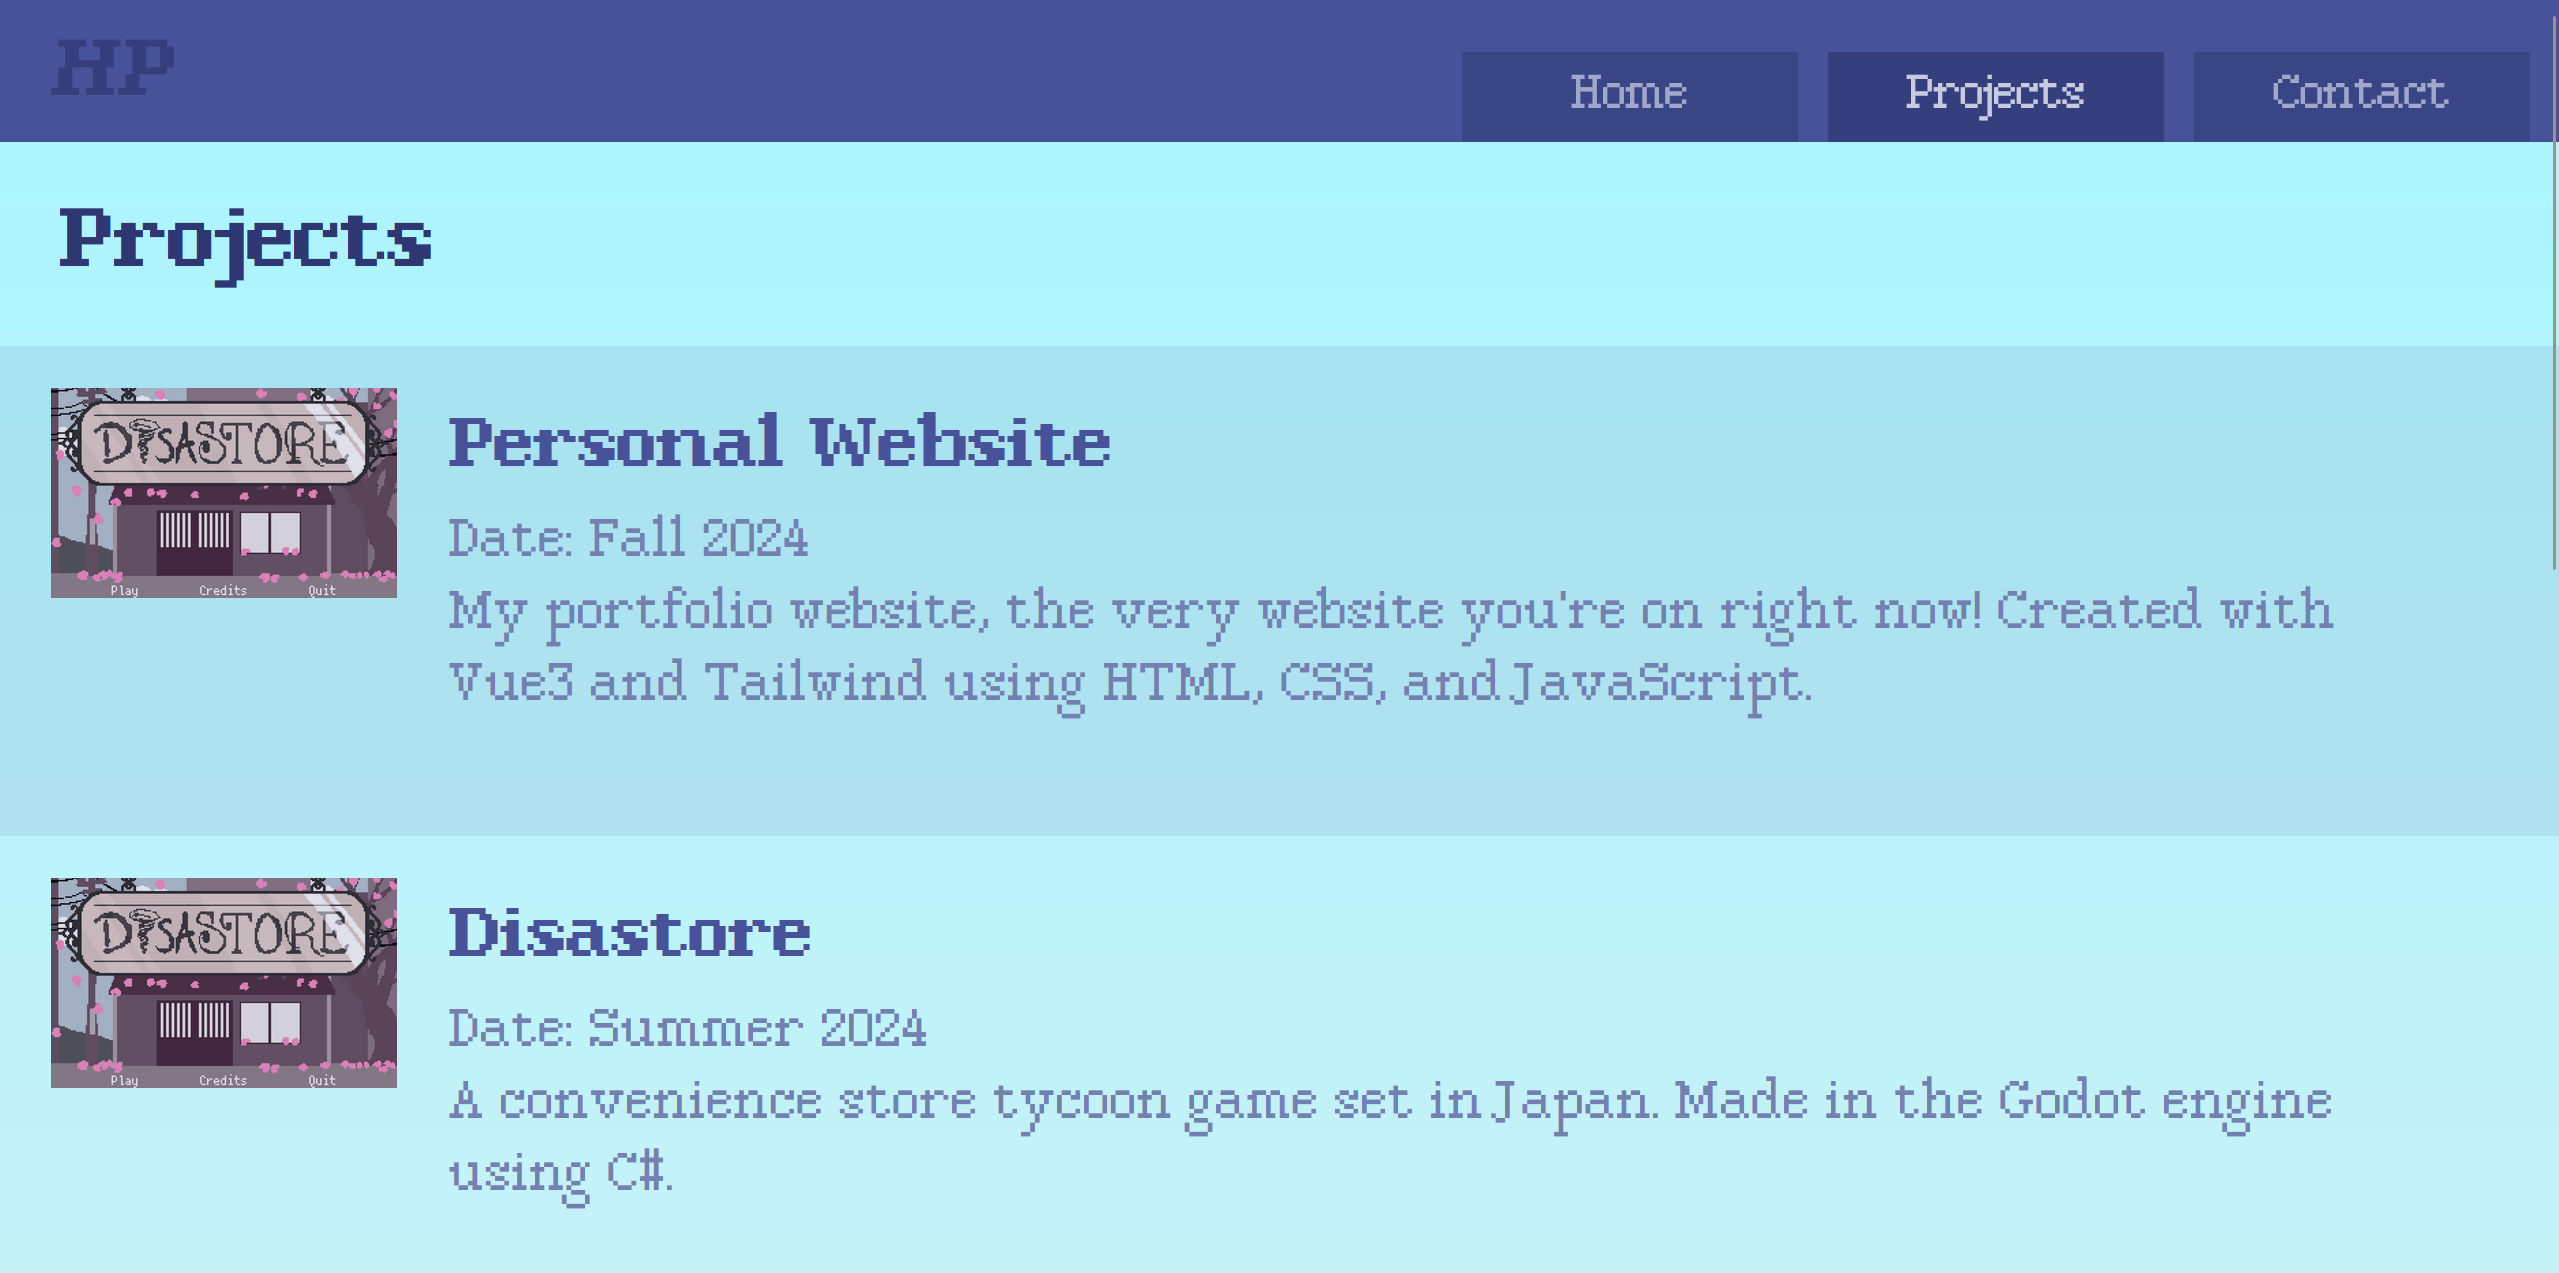 HP
Home
Projects
Contact
Projects
DISASTORE
Play
Credits
Quit
Personal Website
Date: Fall 2024
My portfolio website, the very website you're on right now! Created with
Vue3 and Tailwind using HTML, CSS, and JavaScript.
DISASTORE
Play
Credits
Quit
Disastore
Date: Summer 2024
A convenience store tycoon game set in Japan. Made in the Godot engine
using C#.